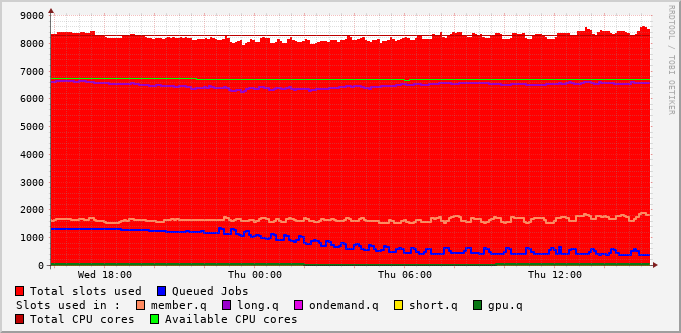 RRDTOOL / TOBI OETIKER
9000
8000
7000
6000
5000
4000
3000
2000
1000
0
Wed 18:00 Thu 00:00 Thu 06:00 Thu 12:00
Total slots used Queued Jobs
Slots used in : member.q long.q ondemand.q short.q gpu.q
Total CPU cores Available CPU cores